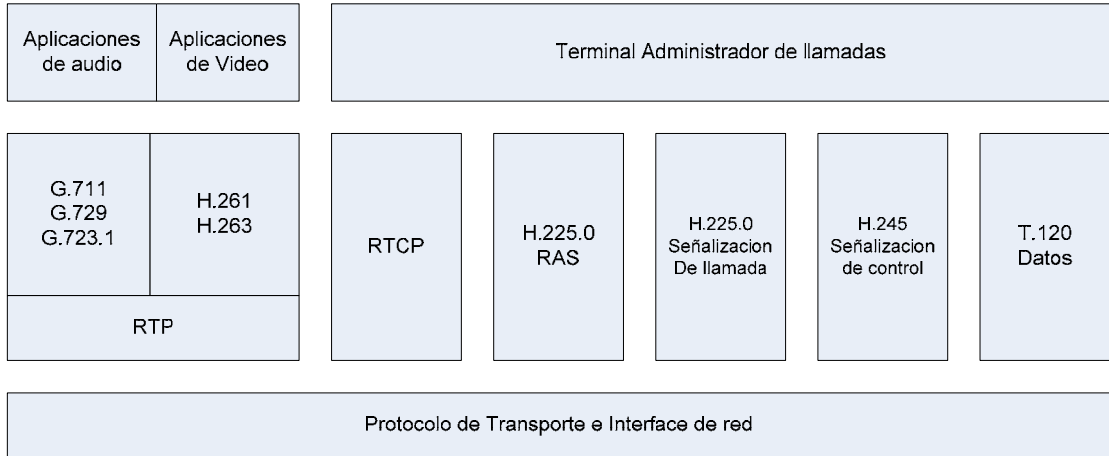 Aplicaciones
de audio
Aplicaciones
de Video
Terminal Administrador de llamadas
G.711
G.729
G.723.1
H.261
H.263
RTP
RTCP
H.225.0
RAS
H.225.0
Señalizacion
De llamada
H.245
Señalizacion
de control
T.120
Datos
Protocolo de Transporte e Interface de red